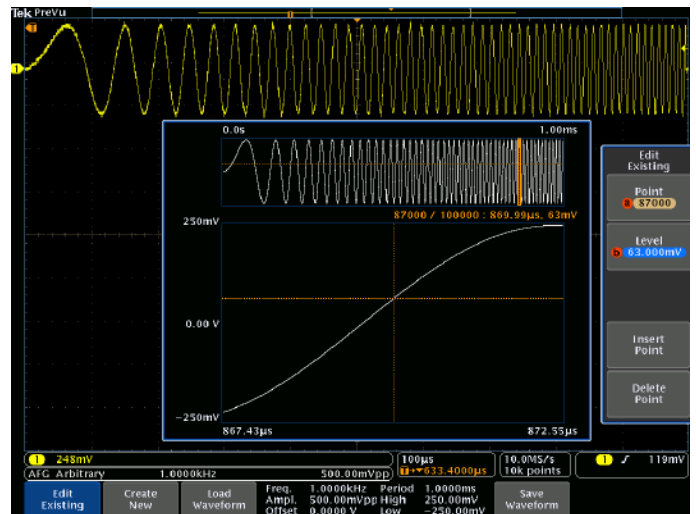 Tek PreVu
T
1
0.0s 1.00ms
87000 / 100000 : 869.99µs, 63mV
250mV
0.00 V
−250mV
867.43µs 872.55µs
Edit
Existing
Point
a 87000
Level
b 63.000mV
Insert
Point
Delete
Point
1 248mV
100µs
T→▾633.4000µs
10.0MS/s
10k points
1 ∫ 119mV
AFG Arbitrary 1.0000kHz 500.00mVpp
Edit
Existing
Create
New
Load
Waveform
Freq. 1.0000kHz Period 1.0000ms
Ampl. 500.00mVpp High 250.00mV
Offset 0.0000 V Low −250.00mV
Save
Waveform